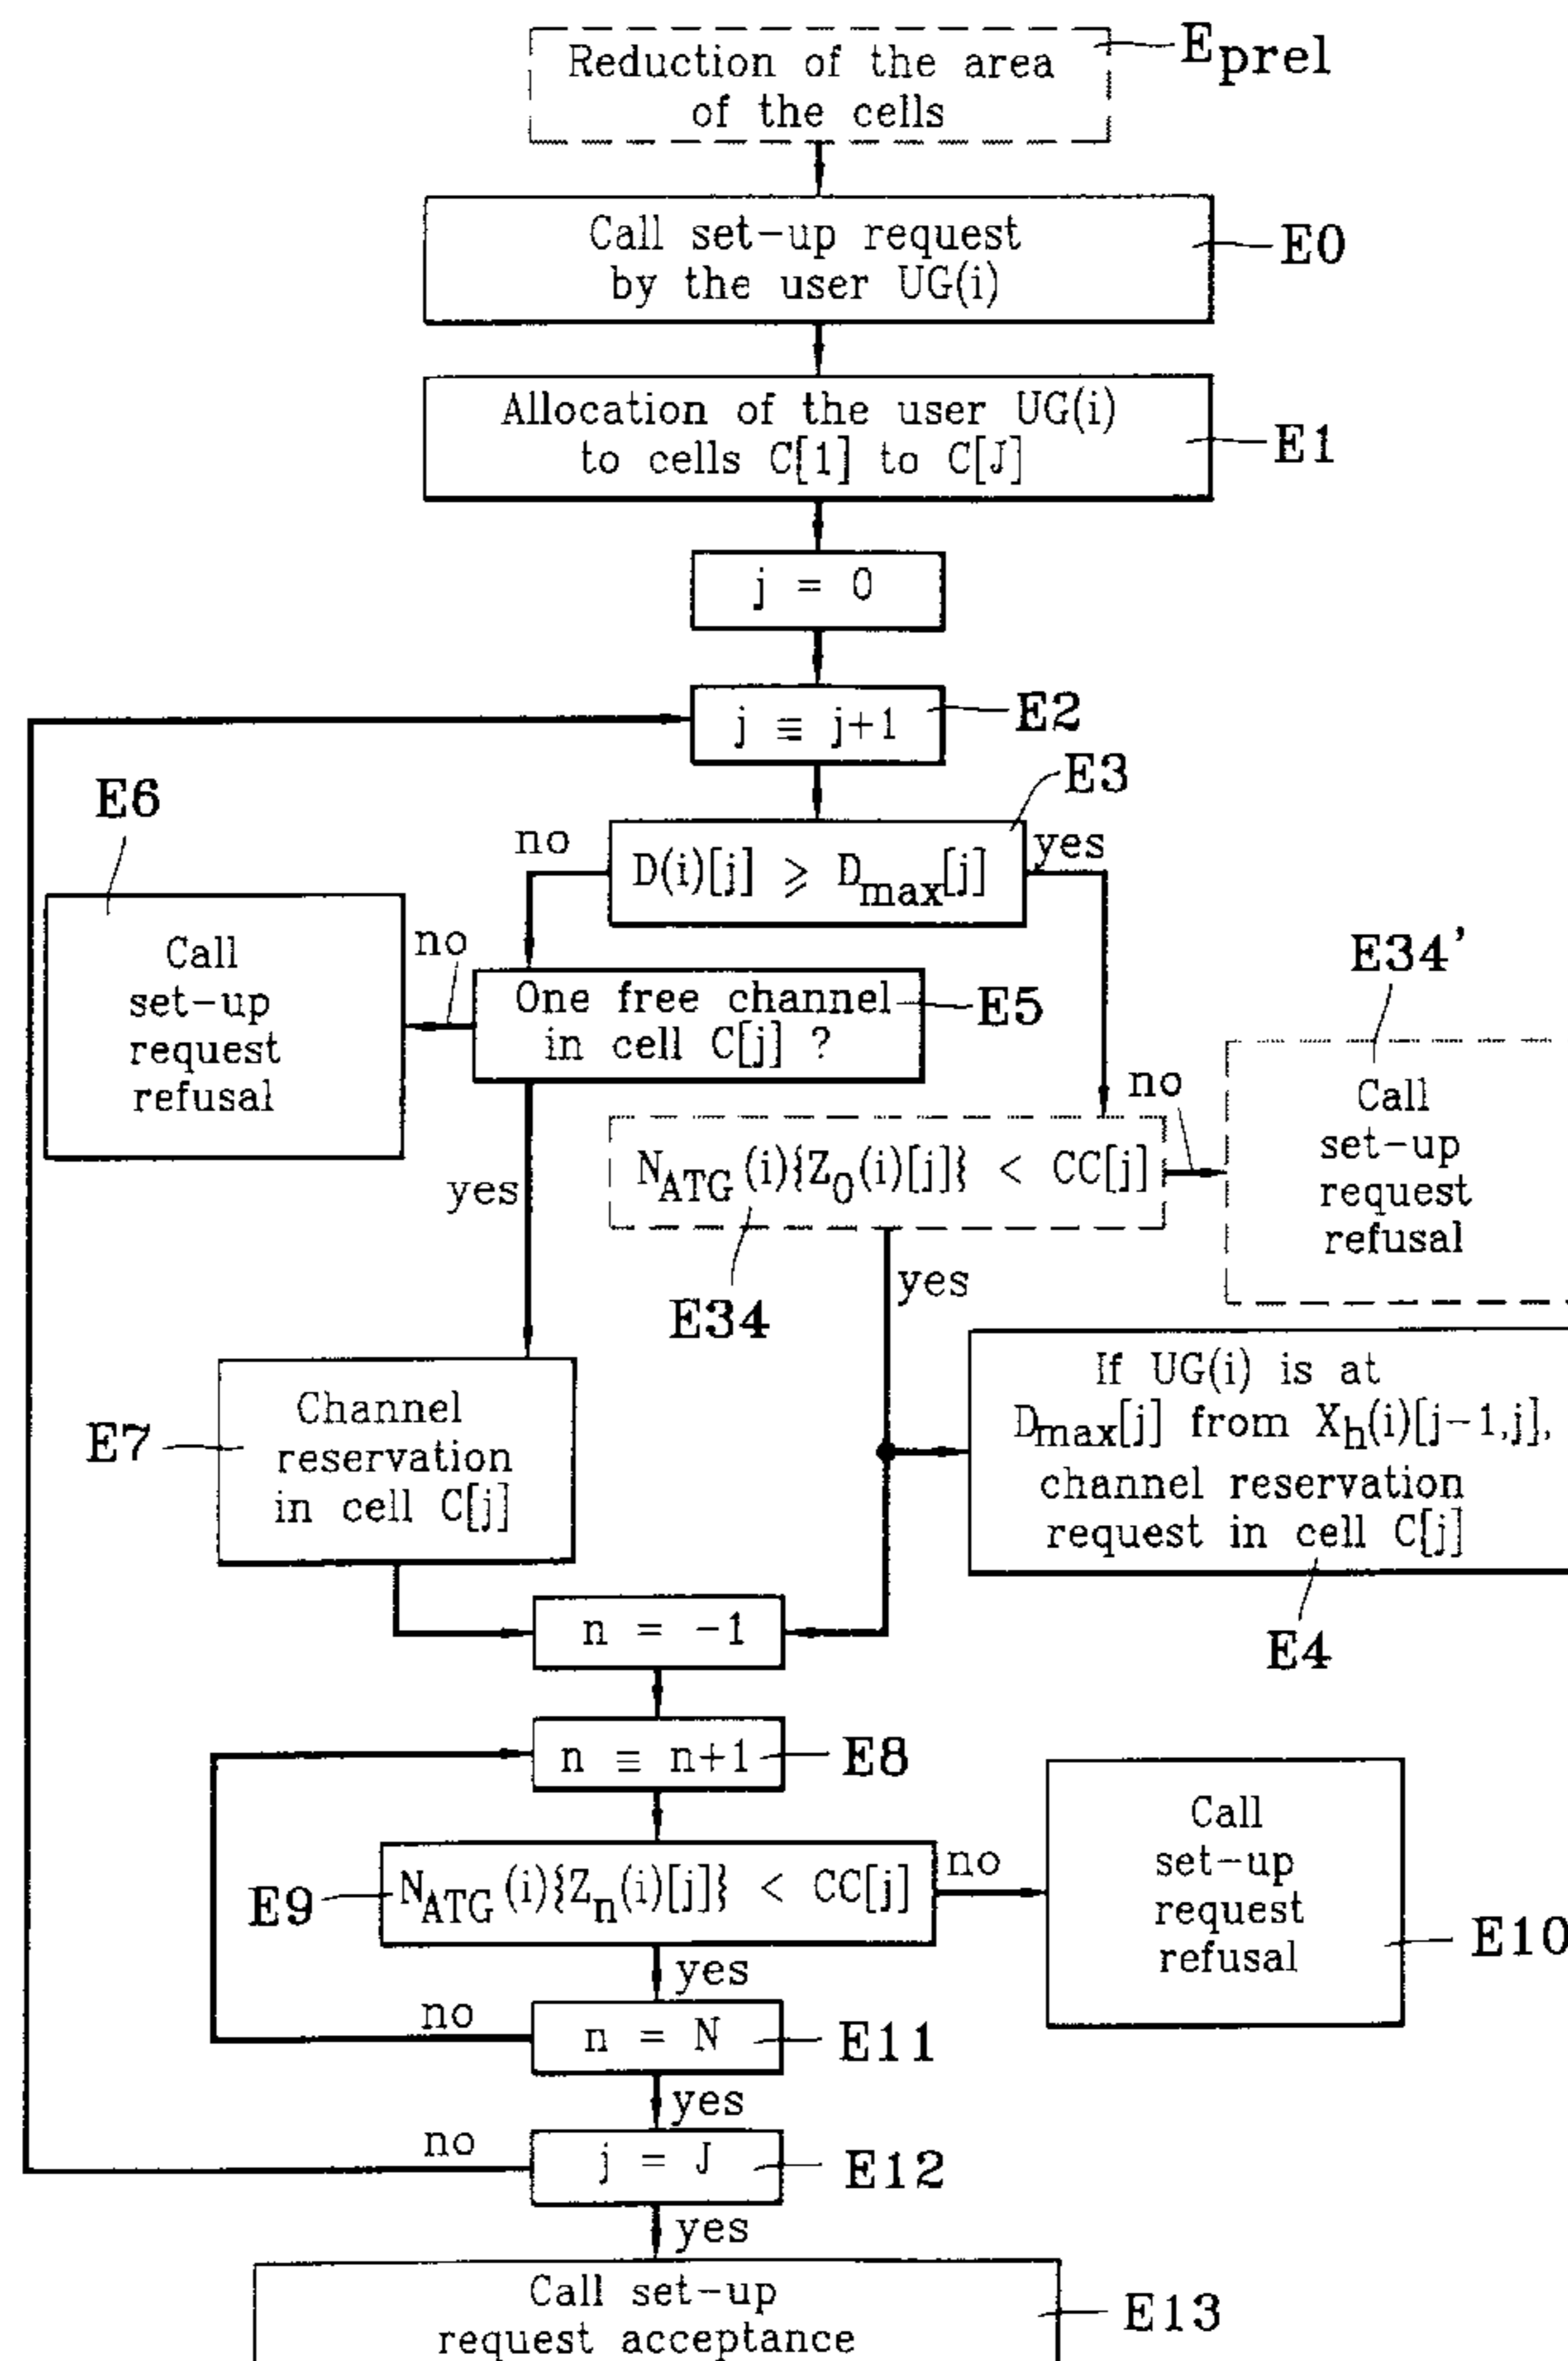 Reduction of the area
of the cells
Eprel
Call set-up request
by the user UG(i)
E0
Allocation of the user UG(i)
to cells C[1] to C[J]
E1
j = 0
j ≡ j+1
E2
E3
E6
no
D(i)[j] ⩾ Dmax[j]
yes
Call
set-up
request
refusal
no
One free channel
in cell C[j] ?
E5
E34'
no
Call
set-up
request
refusal
yes
NATG(i){Z0(i)[j]} < CC[j]
yes
E34
If UG(i) is at
Dmax[j] from Xh(i)[j-1,j],
channel reservation
request in cell C[j]
E4
Channel
reservation
in cell C[j]
E7
n = -1
n ≡ n+1
E8
NATG(i){Zn(i)[j]} < CC[j]
E9
no
Call
set-up
request
refusal
E10
yes
no
n = N
E11
yes
no
j = J
E12
yes
Call set-up
request acceptance
E13